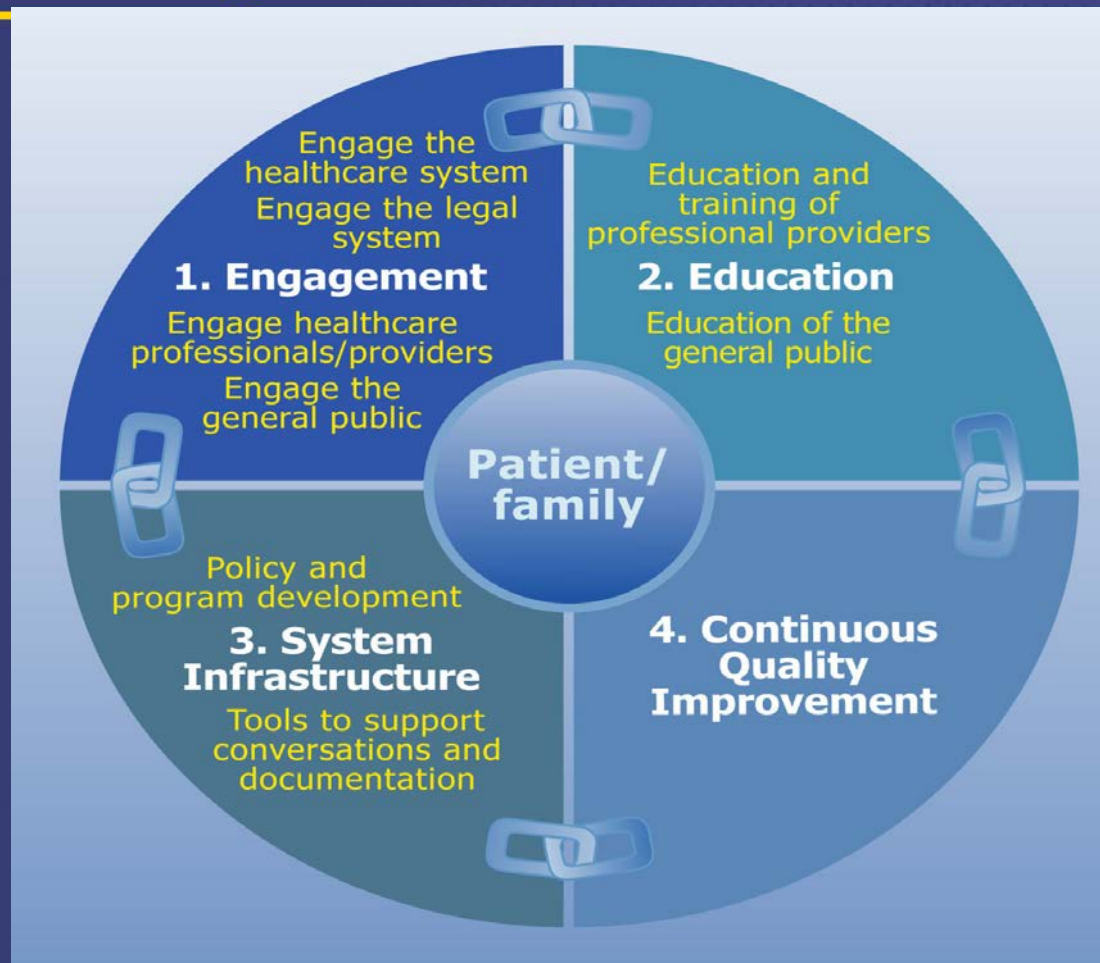 Engage the
healthcare system
Engage the legal
system
1. Engagement
Engage healthcare
professionals/providers
Engage the
general public
Education and
training of
professional providers
2. Education
Education of the
general public
Patient/
family
Policy and
program development
3. System
Infrastructure
Tools to support
conversations and
documentation
4. Continuous
Quality
Improvement